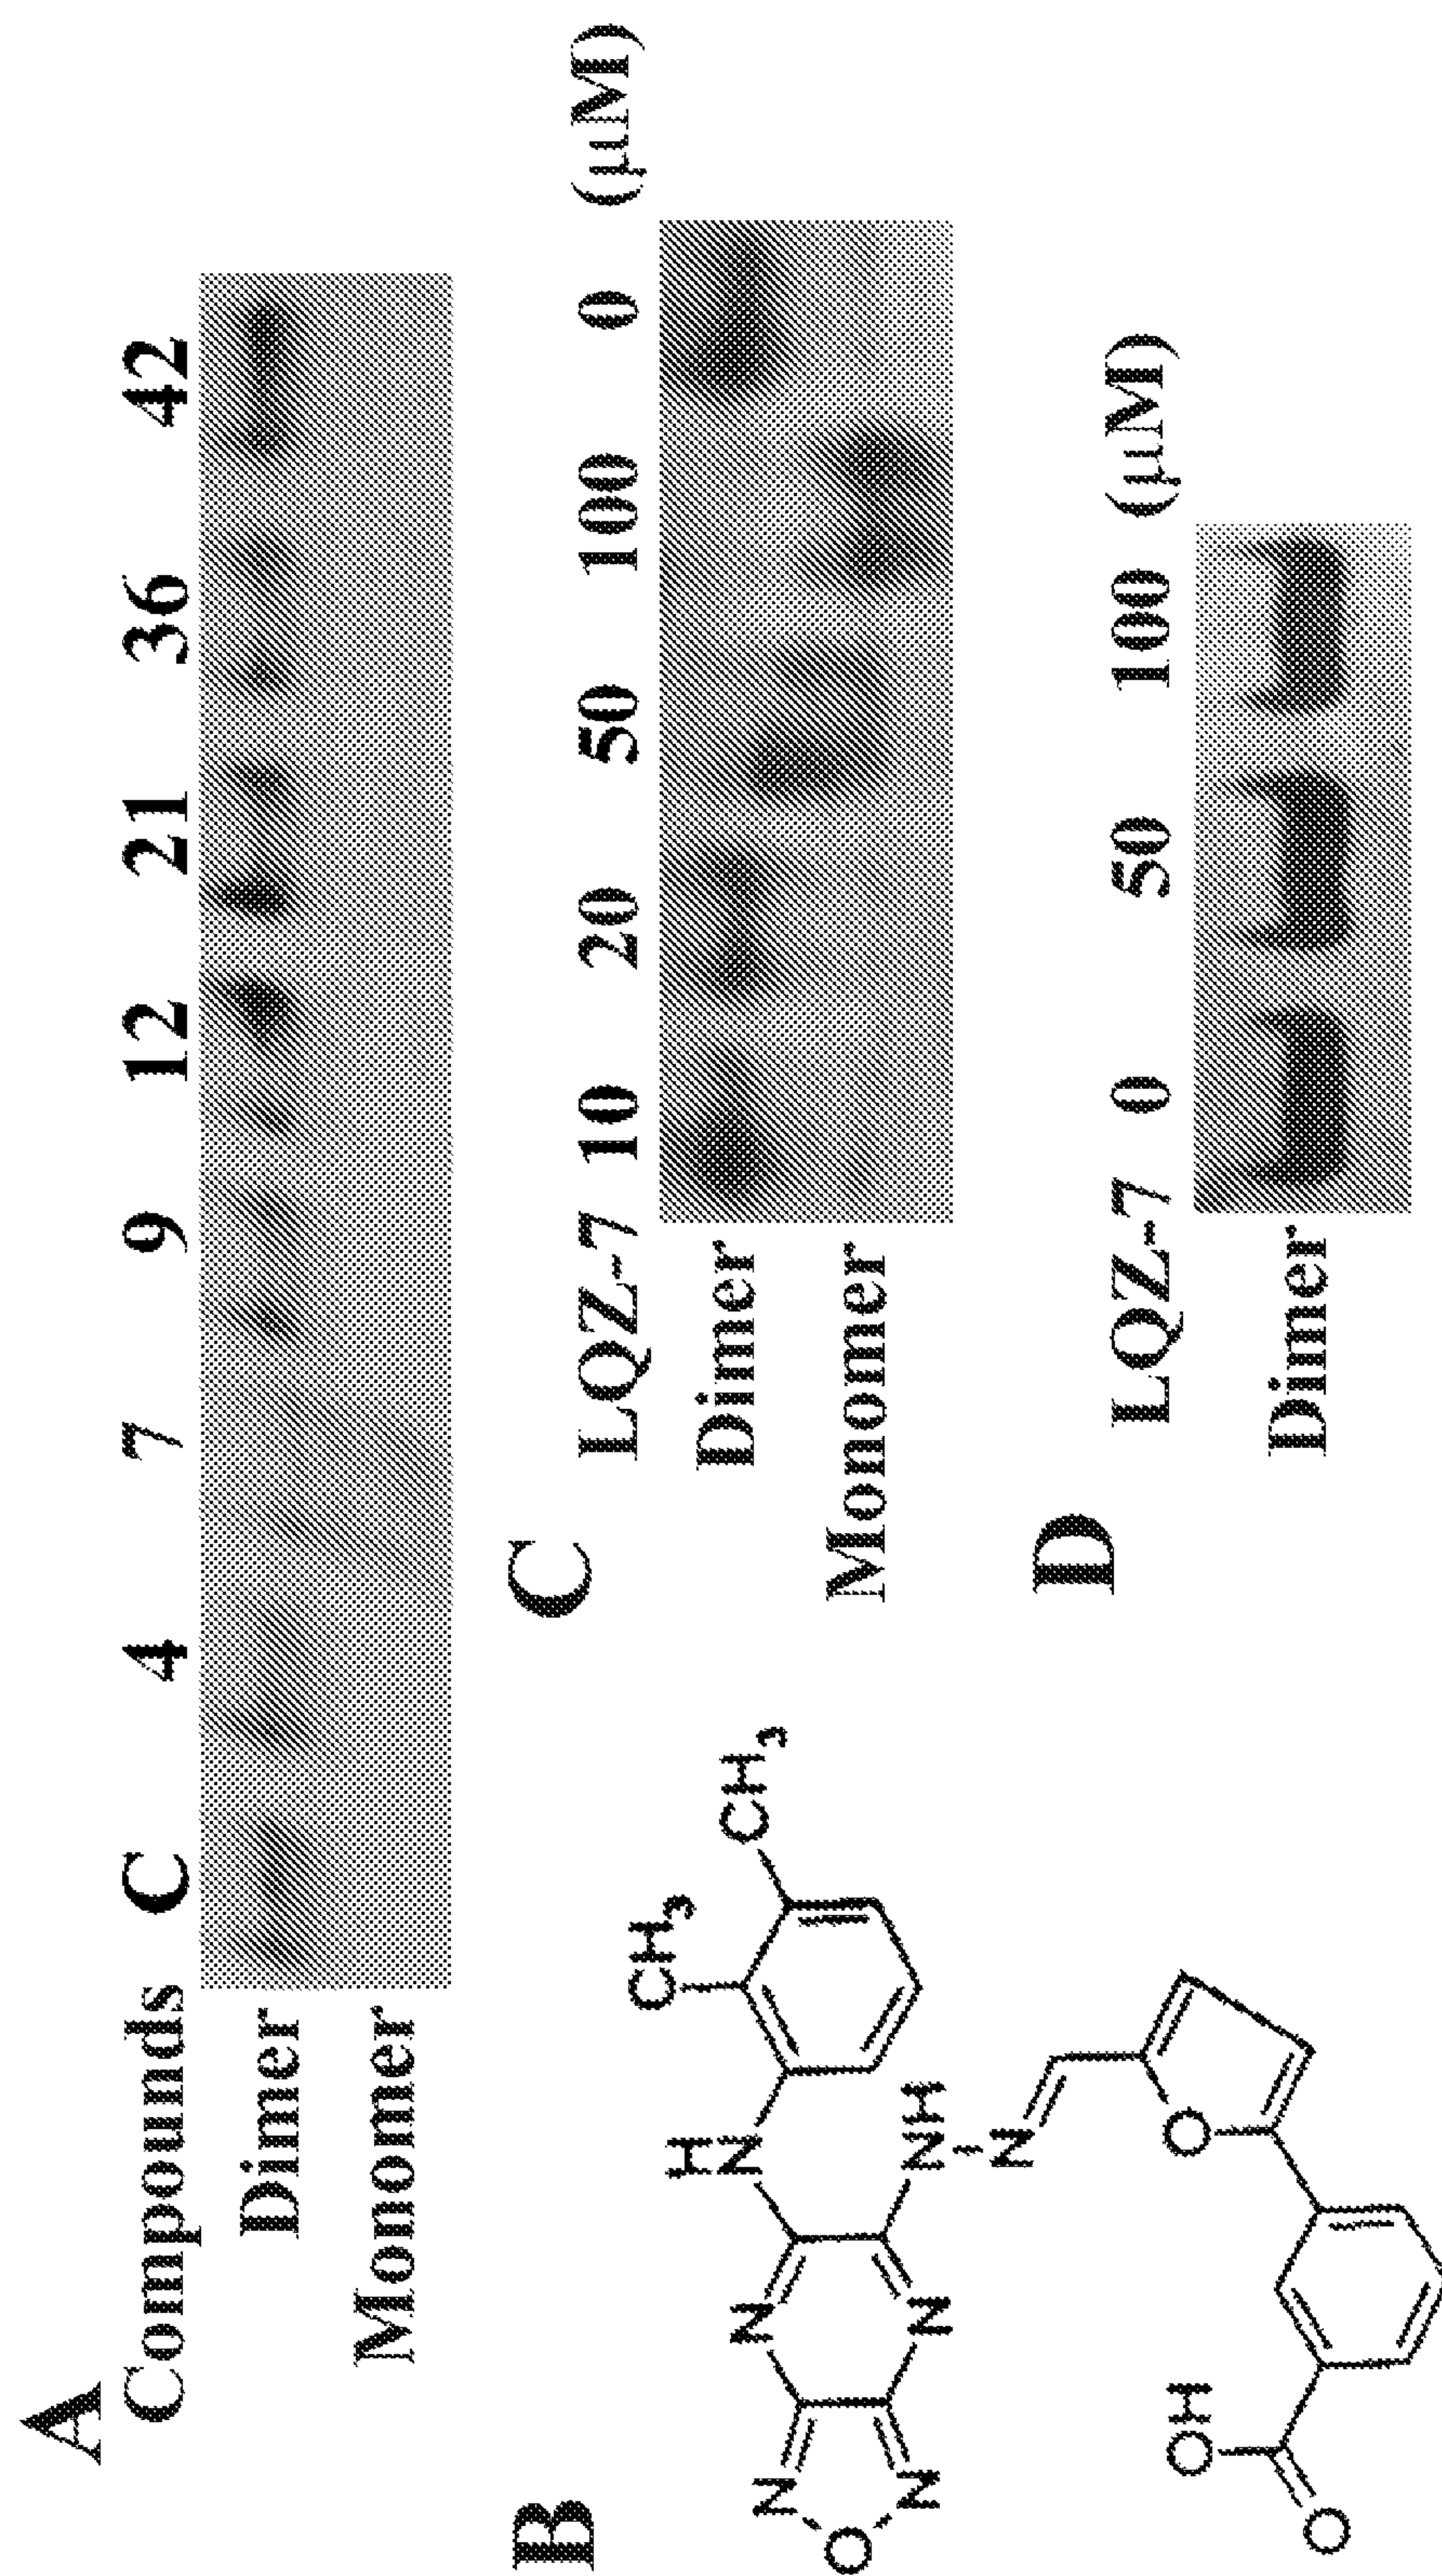 A
Compounds C 4 7 9 12 21 36 42
Dimer
Monomer
B
N
O
N
N
N
H
N
CH3
CH3
NH
N
O
OH
O
C
LQZ-7 10 20 50 100 0 (μM)
Dimer
Monomer
D
LQZ-7 0 50 100 (μM)
Dimer